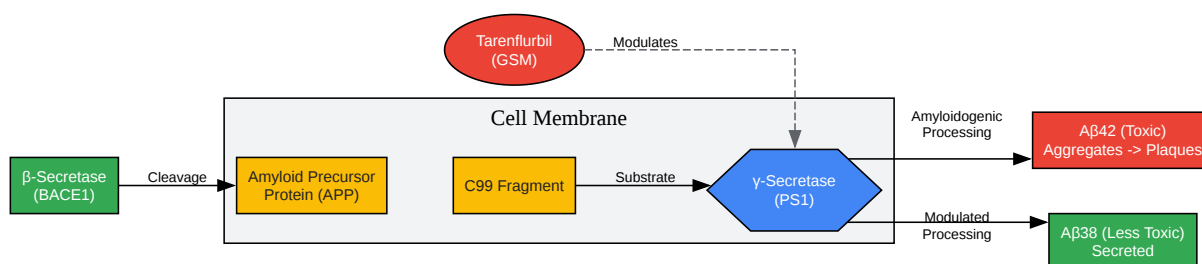 Tarenflurbil
(GSM)
Modulates
Cell Membrane
β-Secretase
(BACE1)
Cleavage
Amyloid Precursor
Protein (APP)
C99 Fragment
Substrate
γ-Secretase
(PS1)
Amyloidogenic
Processing
Aβ42 (Toxic)
Aggregates -> Plaques
Modulated
Processing
Aβ38 (Less Toxic)
Secreted